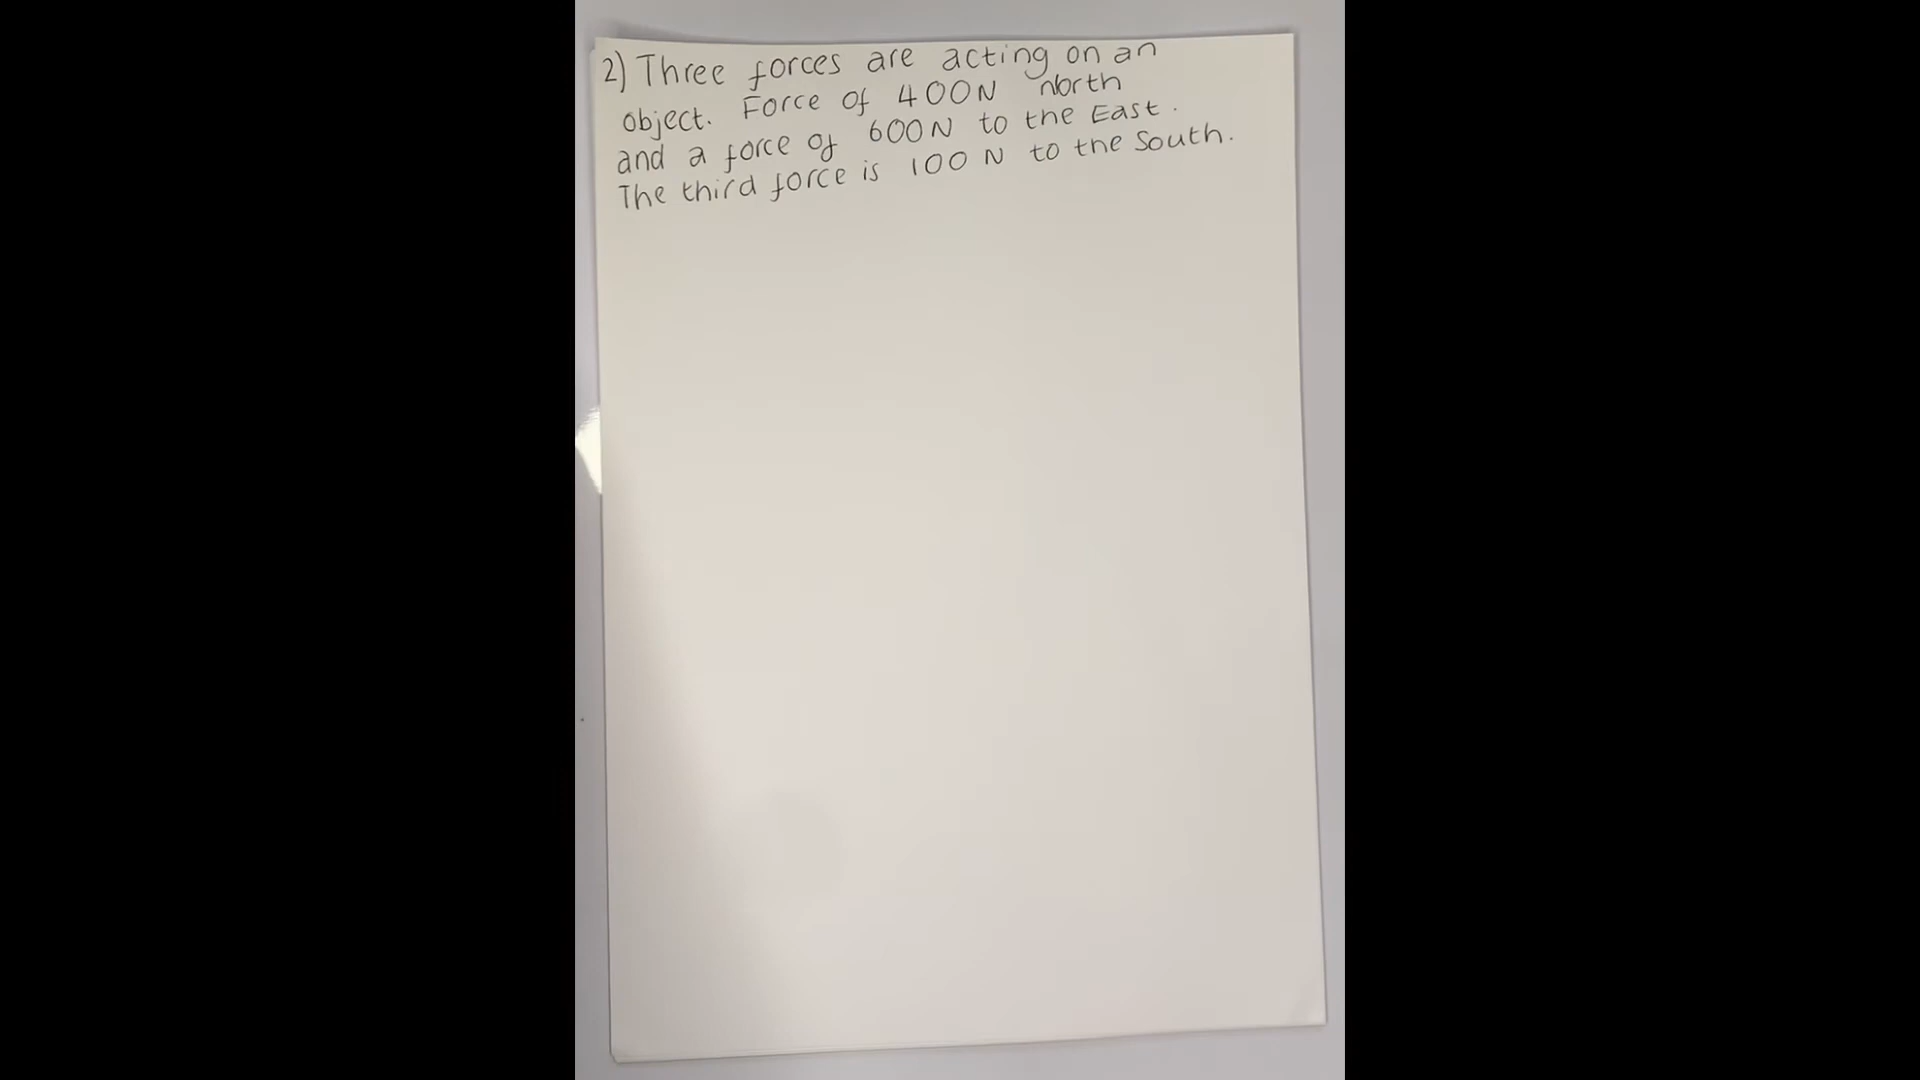 2) Three forces are acting on an
object. Force of 400N north
and a force of 600N to the East.
The third force is 100 N to the South.